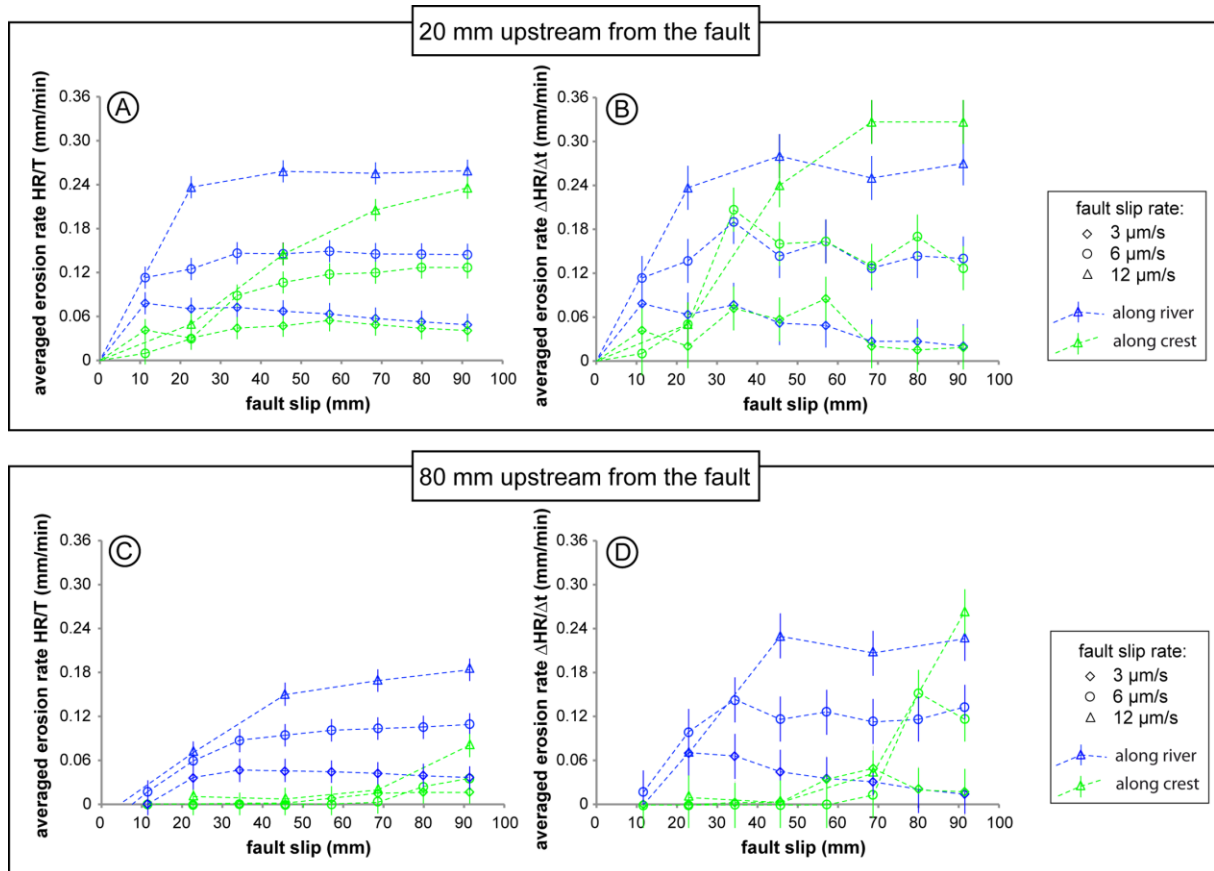 20 mm upstream from the fault
A
averaged erosion rate HR/T (mm/min)
0.36
0.30
0.24
0.18
0.12
0.06
0
0 10 20 30 40 50 60 70 80 90 100
fault slip (mm)
B
averaged erosion rate ΔHR/Δt (mm/min)
0.36
0.30
0.24
0.18
0.12
0.06
0
0 10 20 30 40 50 60 70 80 90 100
fault slip (mm)
fault slip rate:
3 µm/s
6 µm/s
12 µm/s
along river
along crest
80 mm upstream from the fault
C
averaged erosion rate HR/T (mm/min)
0.36
0.30
0.24
0.18
0.12
0.06
0
0 10 20 30 40 50 60 70 80 90 100
fault slip (mm)
D
averaged erosion rate ΔHR/Δt (mm/min)
0.36
0.30
0.24
0.18
0.12
0.06
0
0 10 20 30 40 50 60 70 80 90 100
fault slip (mm)
fault slip rate:
3 µm/s
6 µm/s
12 µm/s
along river
along crest